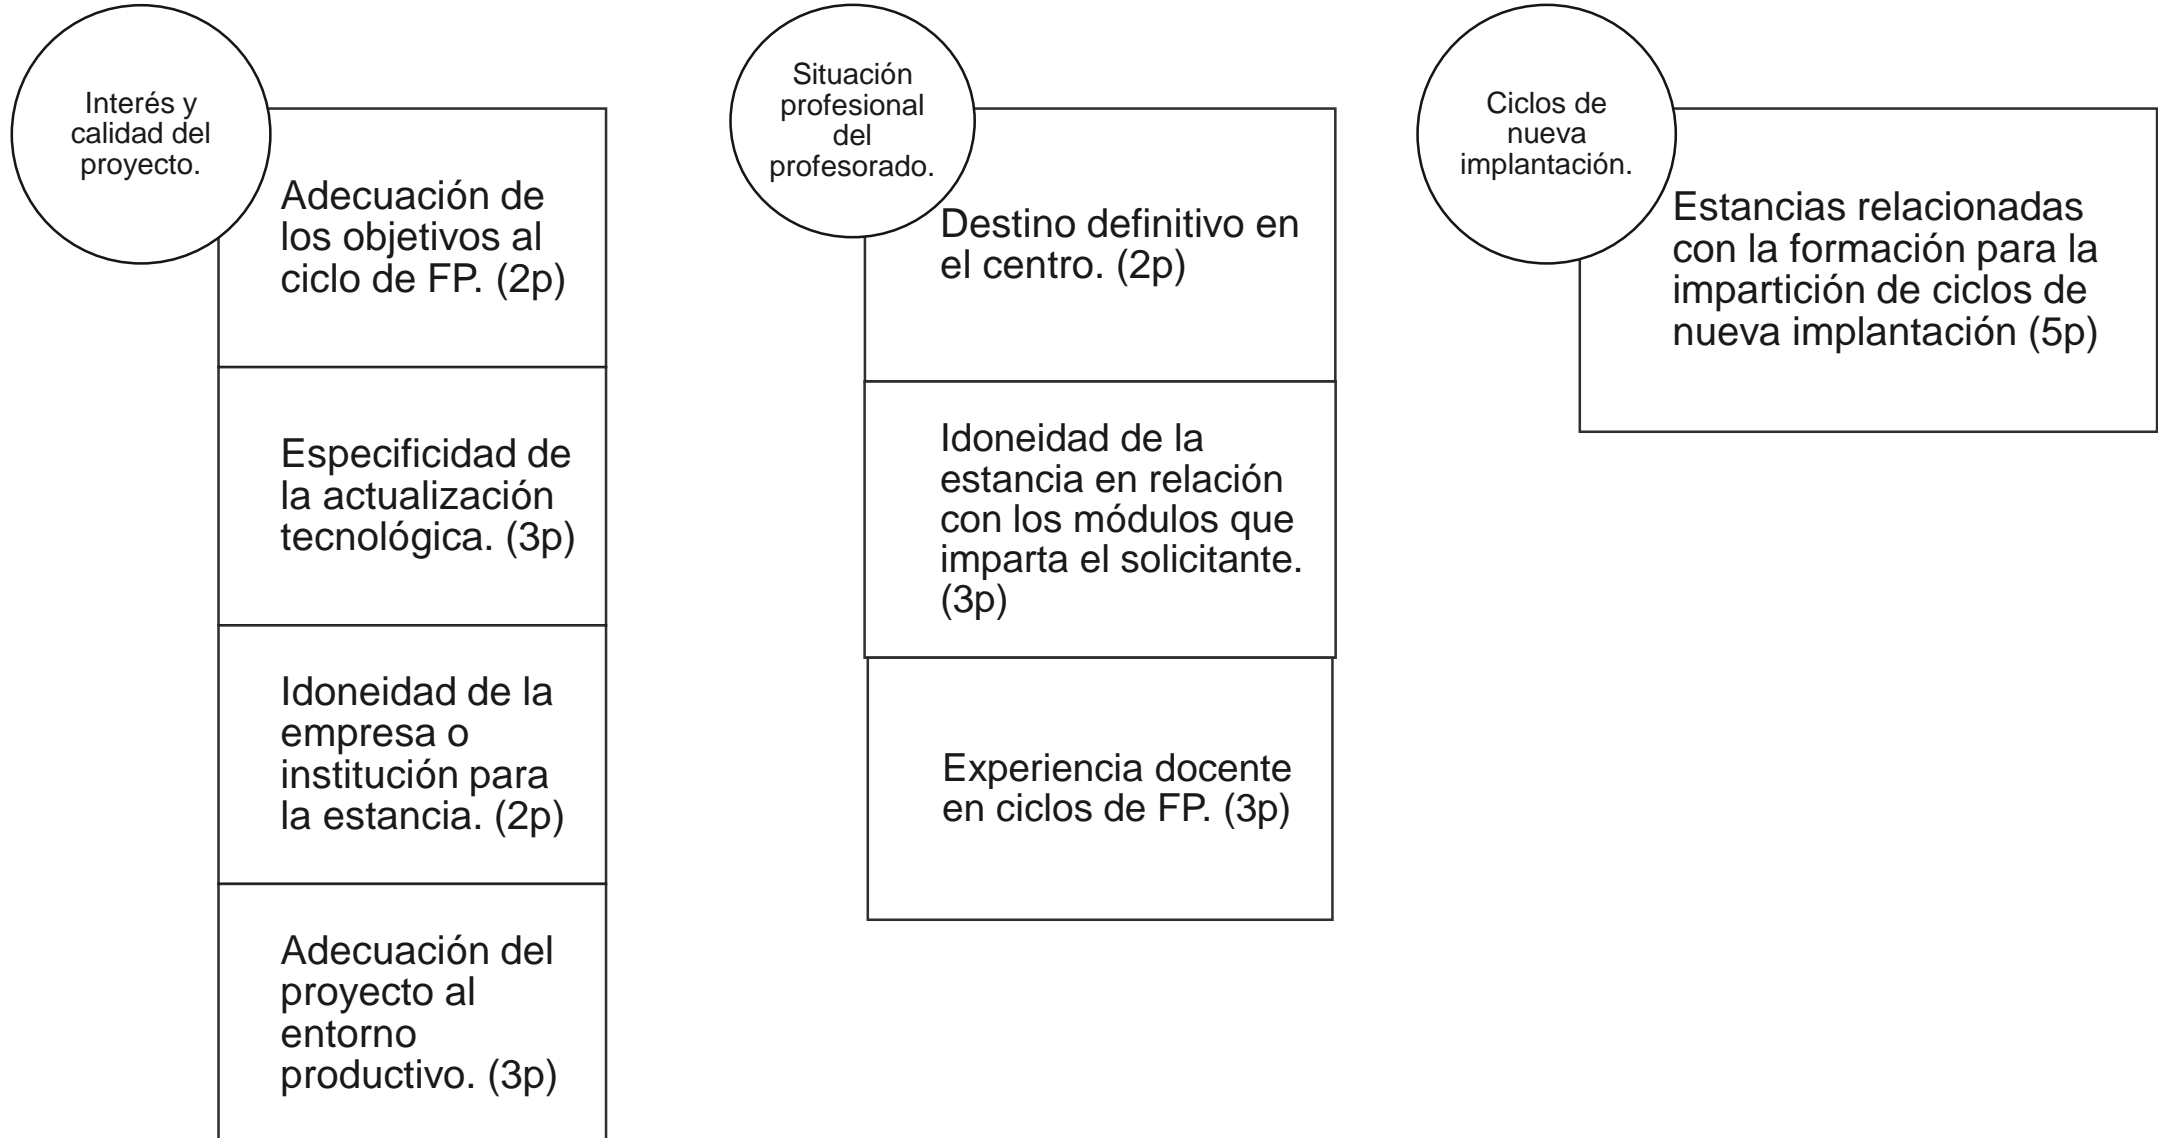 Interés y
calidad del
proyecto.
Adecuación de
los objetivos al
ciclo de FP. (2p)
Especificidad de
la actualización
tecnológica. (3p)
Idoneidad de la
empresa o
institución para
la estancia. (2p)
Adecuación del
proyecto al
entorno
productivo. (3p)
Situación
profesional
del
profesorado.
Destino definitivo en
el centro. (2p)
Idoneidad de la
estancia en relación
con los módulos que
imparta el solicitante.
(3p)
Experiencia docente
en ciclos de FP. (3p)
Ciclos de
nueva
implantación.
Estancias relacionadas
con la formación para la
impartición de ciclos de
nueva implantación (5p)